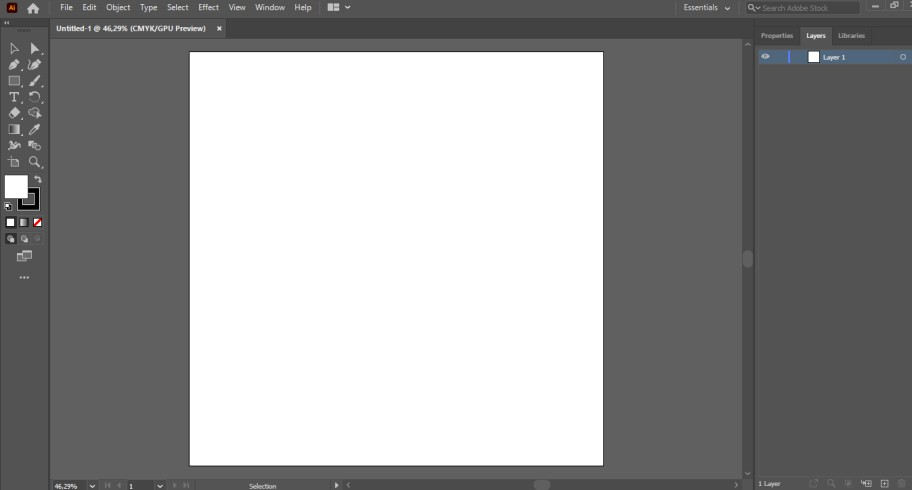 Ai File Edit Object Type Select Effect View Window Help Essentials Search Adobe Stock
Untitled-1 @ 46,29% (CMYK/GPU Preview) ×
Properties Layers Libraries
Layer 1
46,29% 1 Selection
1 Layer